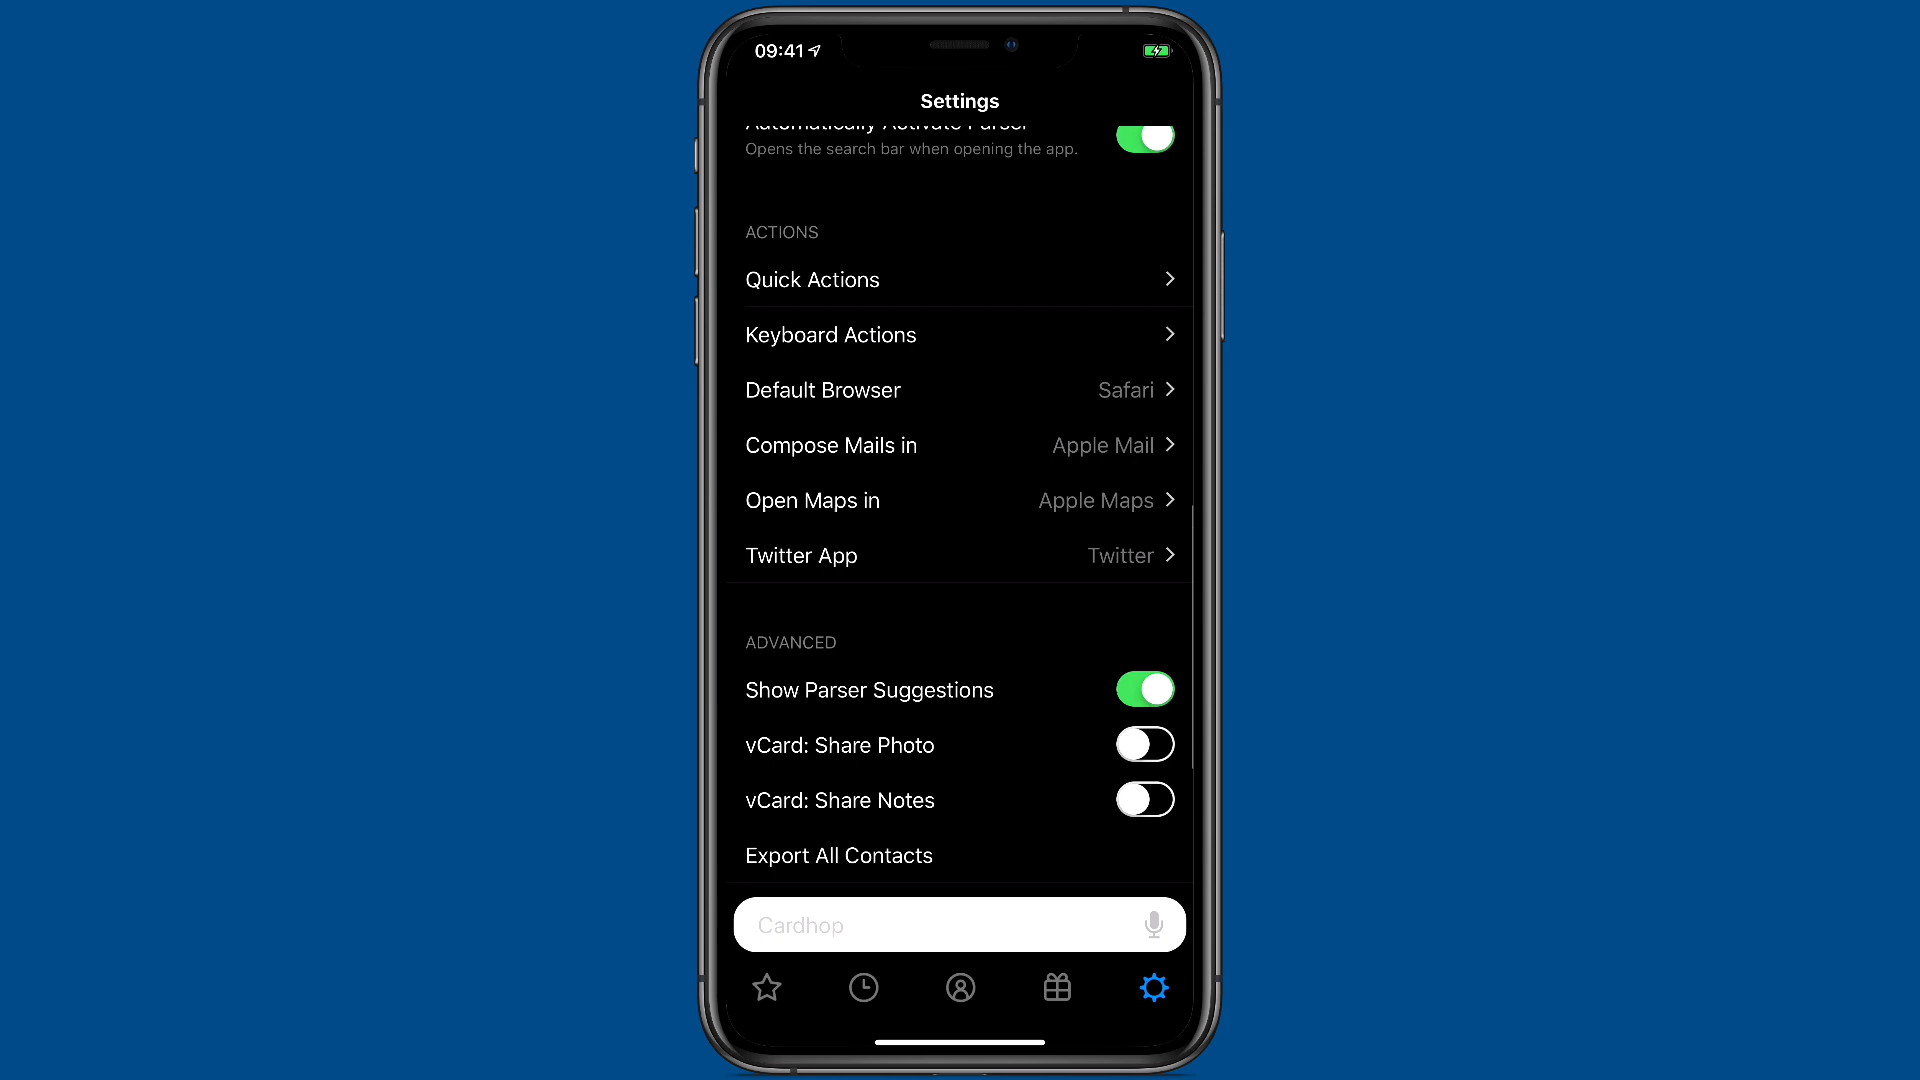 09:41
Settings
Automatically Activate Parser
Opens the search bar when opening the app.
ACTIONS
Quick Actions
Keyboard Actions
Default Browser Safari
Compose Mails in Apple Mail
Open Maps in Apple Maps
Twitter App Twitter
ADVANCED
Show Parser Suggestions
vCard: Share Photo
vCard: Share Notes
Export All Contacts
Cardhop